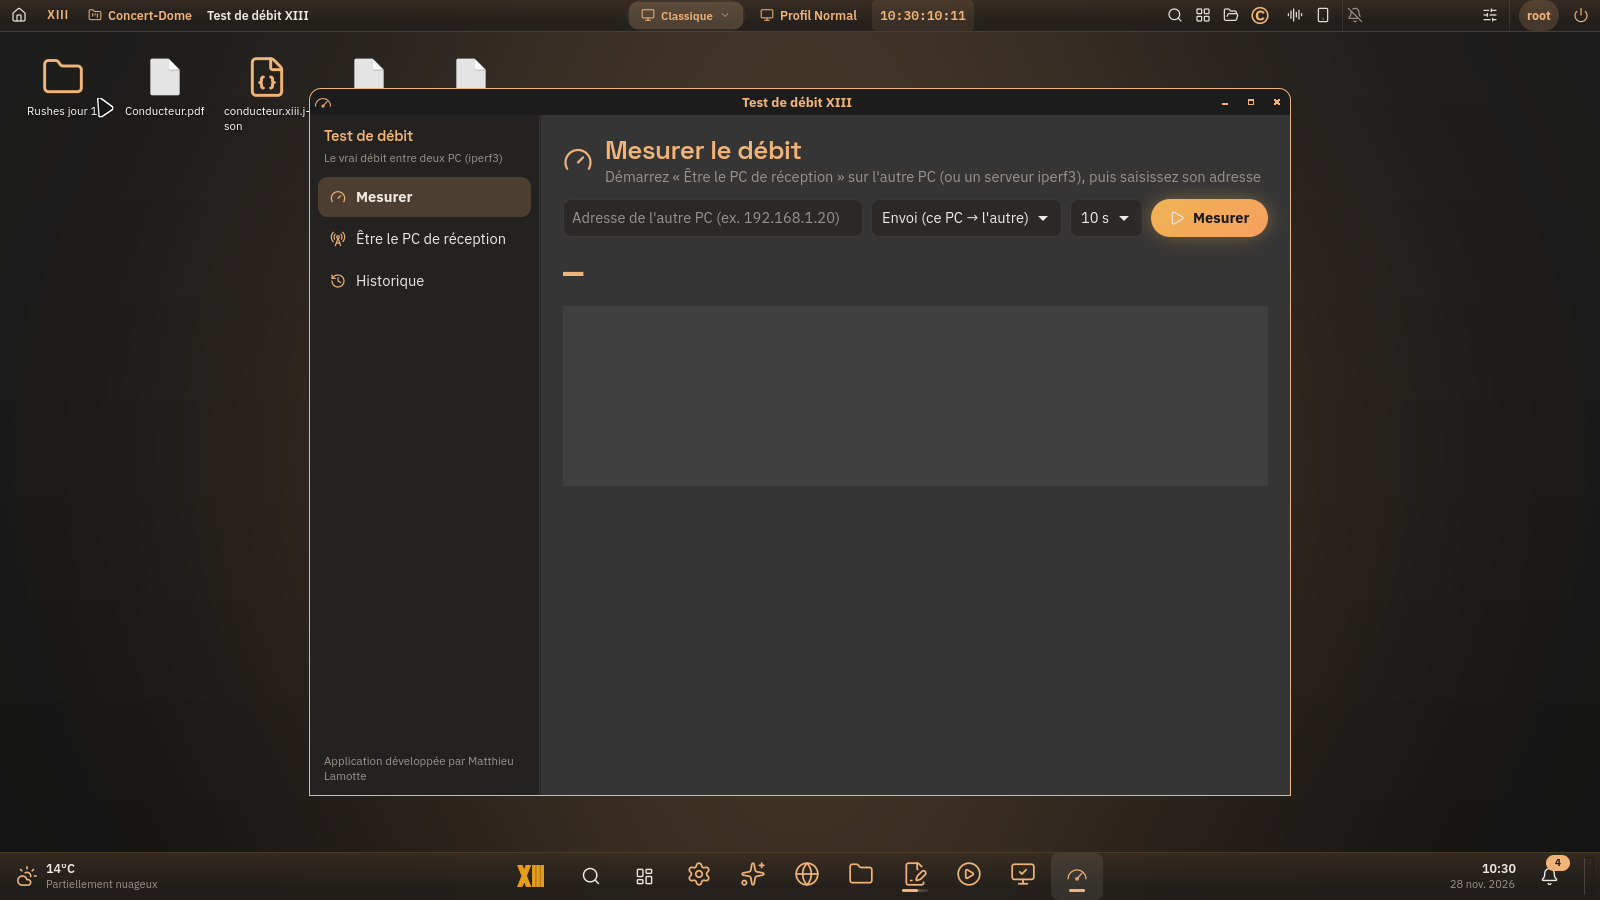 XIII Concert-Dome Test de débit XIII Classique Profil Normal 10:30:10:11 root
Rushes jour 1
Conducteur.pdf
conducteur.xiii.j-
son
Test de débit XIII
Test de débit
Le vrai débit entre deux PC (iperf3)
Mesurer
Être le PC de réception
Historique
Application développée par Matthieu
Lamotte
Mesurer le débit
Démarrez « Être le PC de réception » sur l'autre PC (ou un serveur iperf3), puis saisissez son adresse
Adresse de l'autre PC (ex. 192.168.1.20) Envoi (ce PC → l'autre) 10 s Mesurer
–
14°C
Partiellement nuageux
XIII
10:30
28 nov. 2026
4